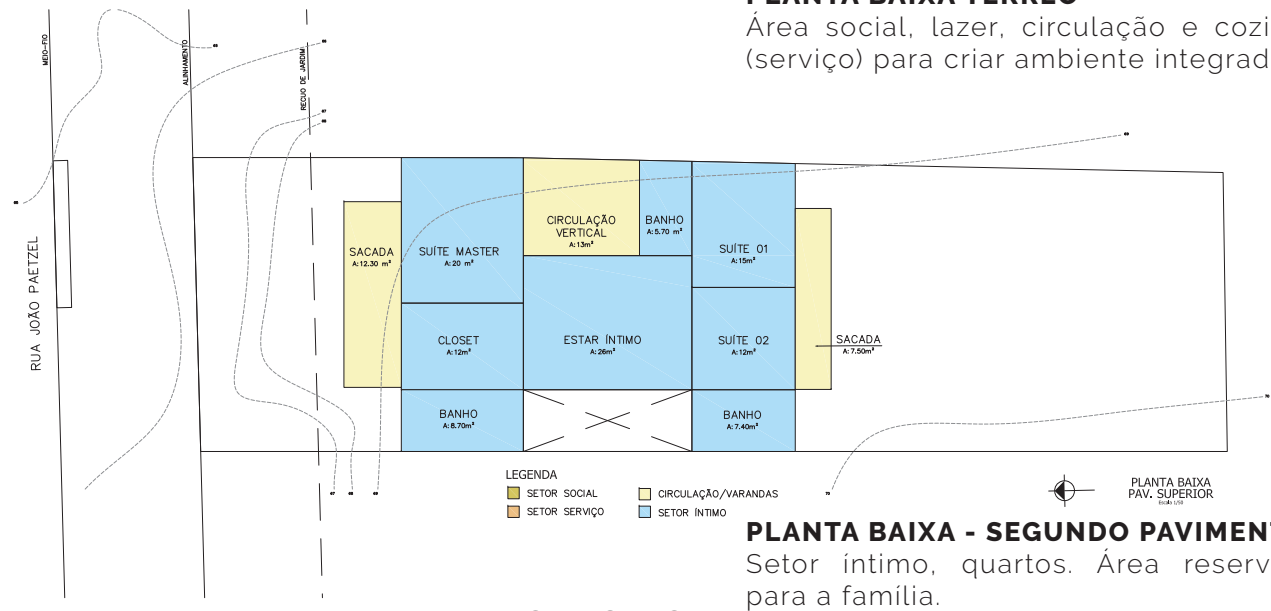 PLANTA BAIXA TÉRREO
Área social, lazer, circulação e cozi
(serviço) para criar ambiente integrad
MEIO-FIO
ALINHAMENTO
RECUO DE JARDIM
RUA JOÃO PAETZEL
SACADA
A:12.30 m²
SUÍTE MASTER
A:20 m²
CIRCULAÇÃO
VERTICAL
A:13m²
BANHO
A:5.70 m²
SUÍTE 01
A:15m²
CLOSET
A:12m²
ESTAR ÍNTIMO
A:26m²
SUÍTE 02
A:12m²
SACADA
A:7.50m²
BANHO
A:8.70m²
BANHO
A:7.40m²
LEGENDA
SETOR SOCIAL
CIRCULAÇÃO/VARANDAS
SETOR SERVIÇO
SETOR ÍNTIMO
PLANTA BAIXA
PAV. SUPERIOR
Escala 1/50
PLANTA BAIXA - SEGUNDO PAVIMEN
Setor íntimo, quartos. Área reserv
para a família.